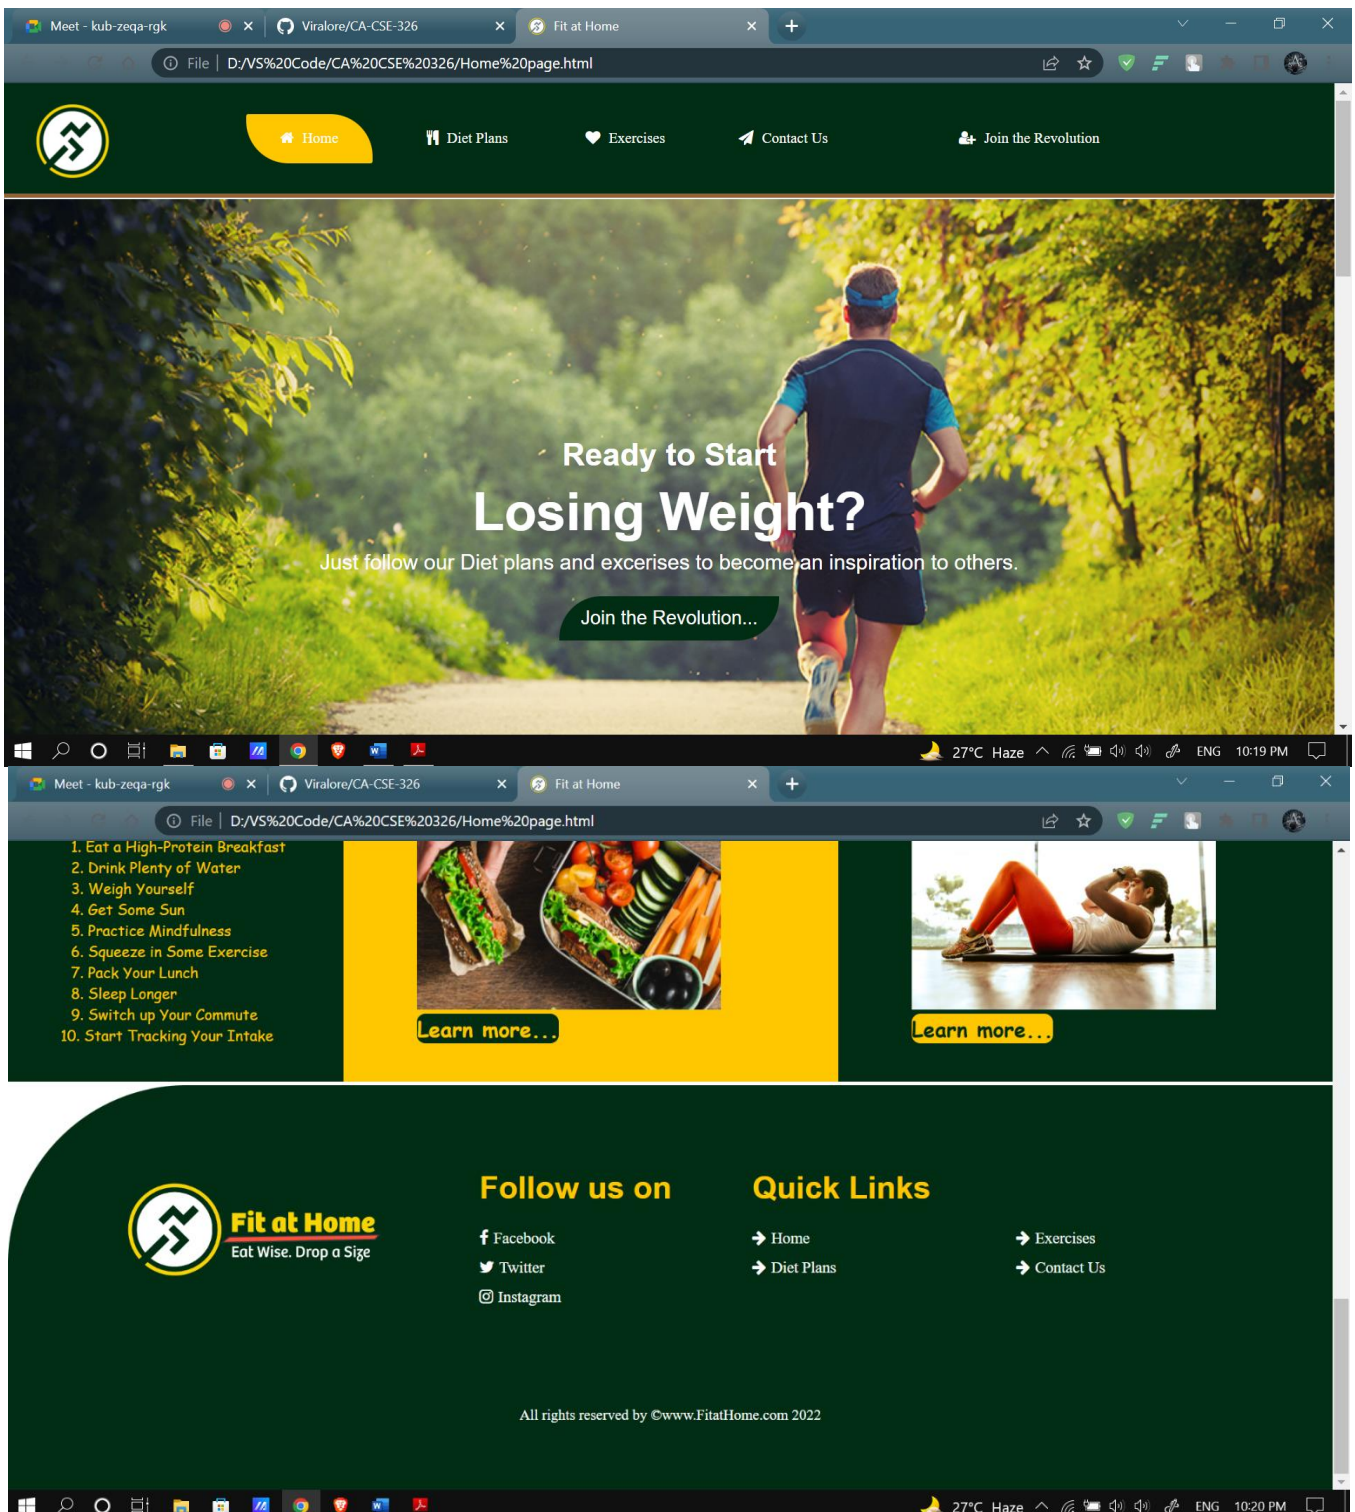 Meet - kub-zeqa-rgk
Viralore/CA-CSE-326
Fit at Home
File
D:/VS%20Code/CA%20CSE%20326/Home%20page.html
Home
Diet Plans
Exercises
Contact Us
Join the Revolution
Ready to Start
Losing Weight?
Just follow our Diet plans and excerises to become an inspiration to others.
Join the Revolution...
27°C Haze
ENG
10:19 PM
Meet - kub-zeqa-rgk
Viralore/CA-CSE-326
Fit at Home
File
D:/VS%20Code/CA%20CSE%20326/Home%20page.html
1. Eat a High-Protein Breakfast
2. Drink Plenty of Water
3. Weigh Yourself
4. Get Some Sun
5. Practice Mindfulness
6. Squeeze in Some Exercise
7. Pack Your Lunch
8. Sleep Longer
9. Switch up Your Commute
10. Start Tracking Your Intake
Learn more...
Learn more...
Fit at Home
Eat Wise. Drop a Size
Follow us on
Facebook
Twitter
Instagram
Quick Links
Home
Diet Plans
Exercises
Contact Us
All rights reserved by ©www.FitatHome.com 2022
27°C Haze
ENG
10:20 PM